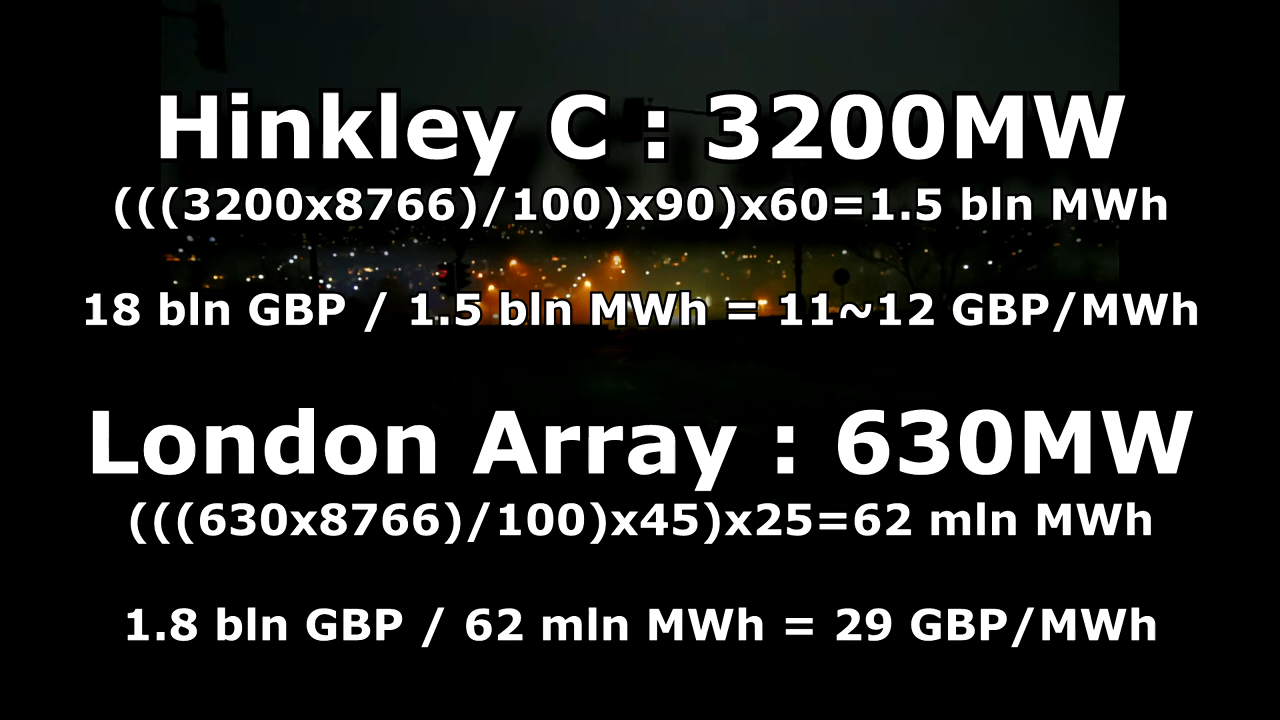 Hinkley C : 3200MW
(((3200x8766)/100)x90)x60=1.5 bln MWh
18 bln GBP / 1.5 bln MWh = 11~12 GBP/MWh
London Array : 630MW
(((630x8766)/100)x45)x25=62 mln MWh
1.8 bln GBP / 62 mln MWh = 29 GBP/MWh